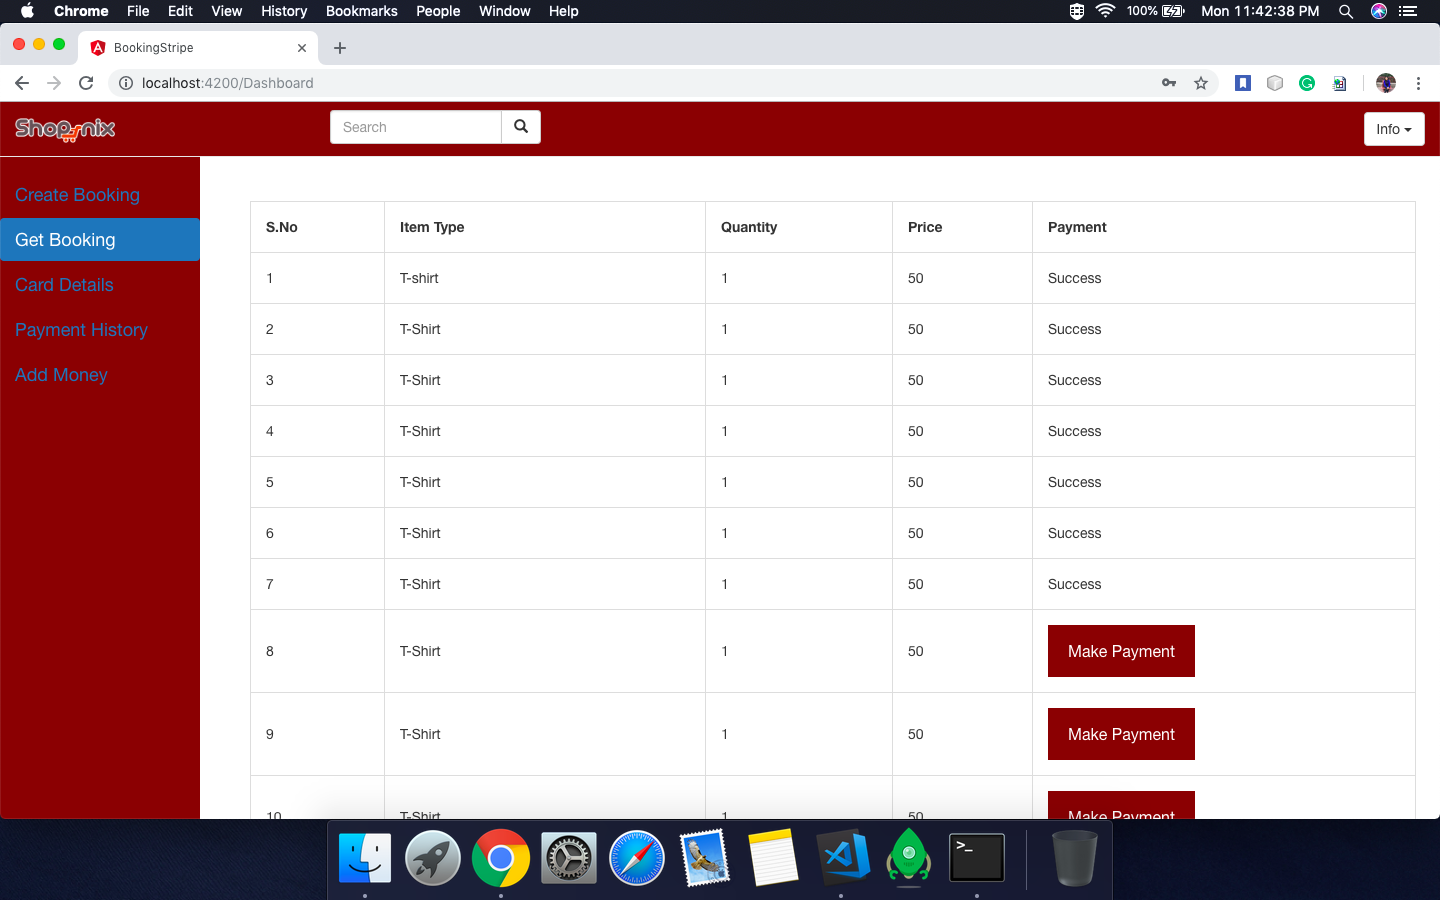 Chrome File Edit View History Bookmarks People Window Help 100% Mon 11:42:38 PM
BookingStripe
localhost:4200/Dashboard
Shopnix Search Info
Create Booking
Get Booking
Card Details
Payment History
Add Money
S.No Item Type Quantity Price Payment
1 T-shirt 1 50 Success
2 T-Shirt 1 50 Success
3 T-Shirt 1 50 Success
4 T-Shirt 1 50 Success
5 T-Shirt 1 50 Success
6 T-Shirt 1 50 Success
7 T-Shirt 1 50 Success
8 T-Shirt 1 50 Make Payment
9 T-Shirt 1 50 Make Payment
10 T-Shirt 1 50 Make Payment
>_